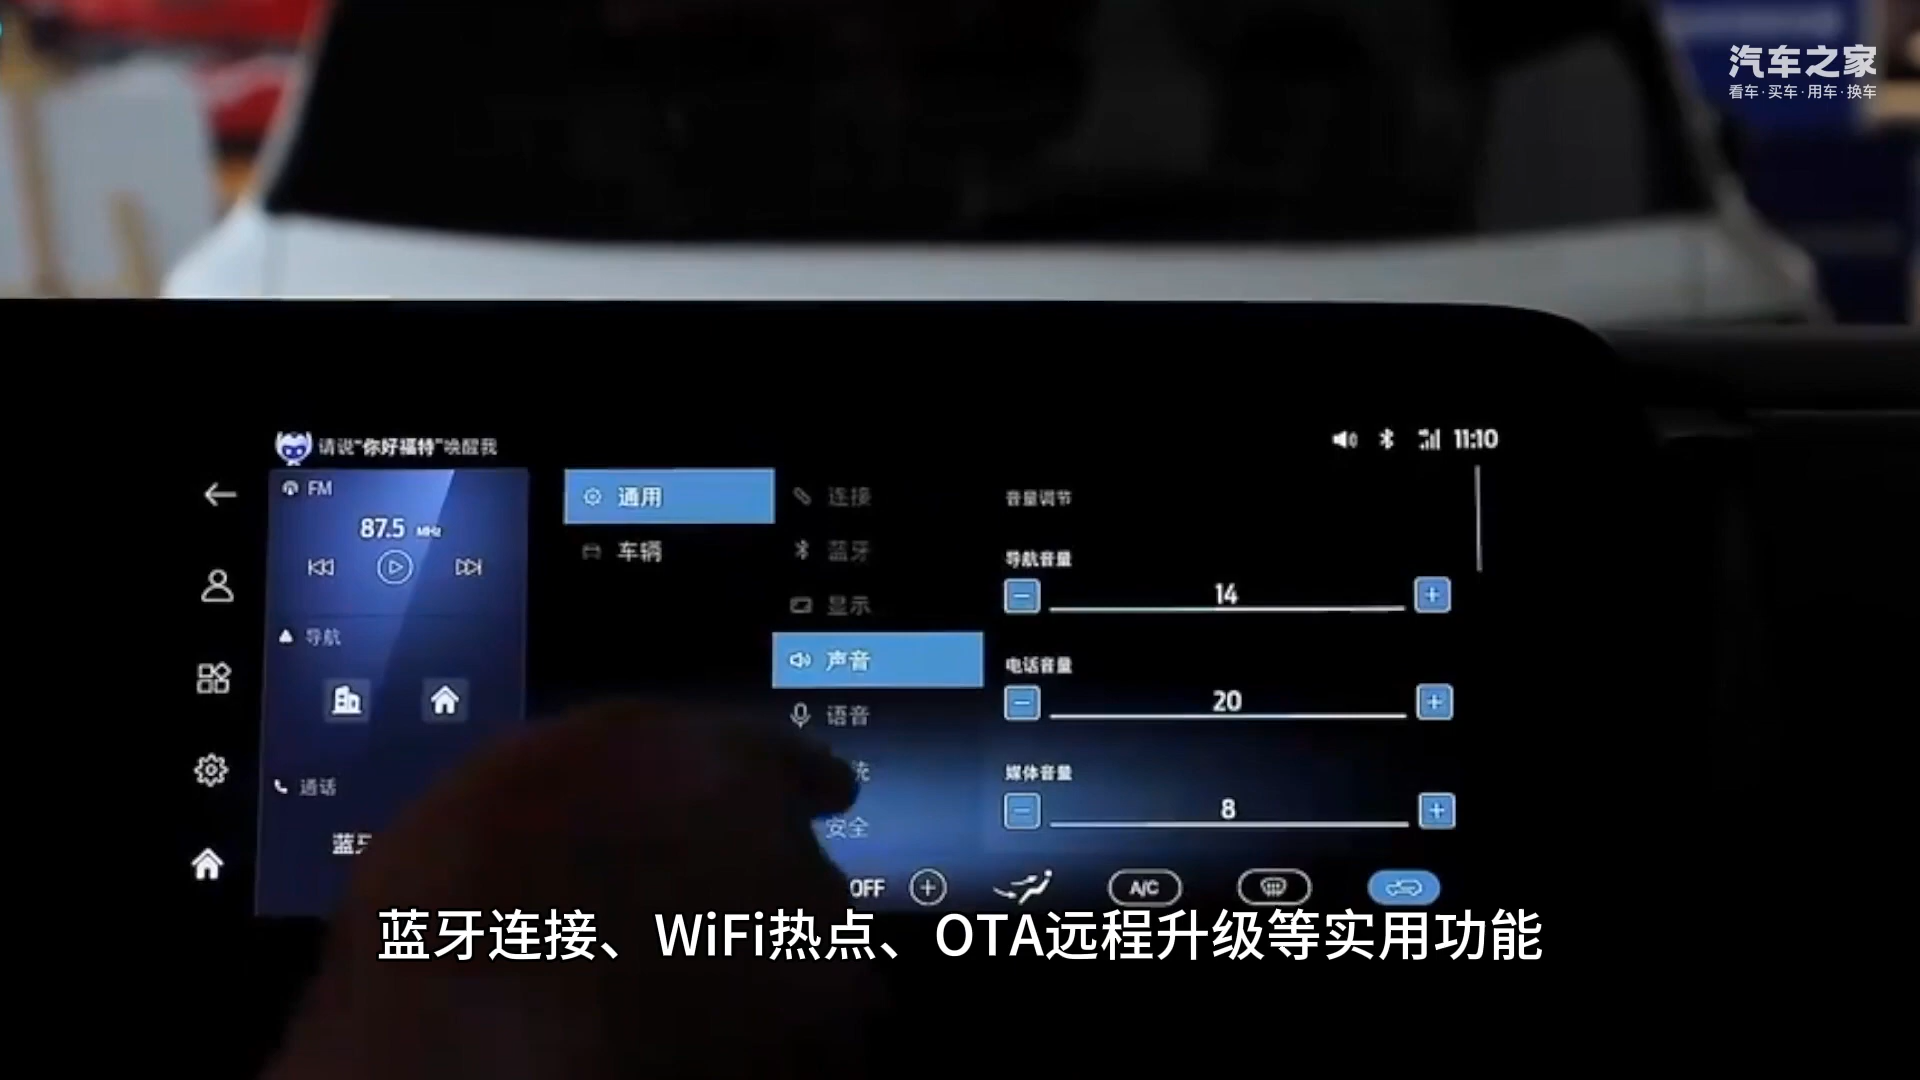 汽车之家
看车·买车·用车·换车
请说"你好福特"唤醒我
11:10
FM
87.5 MHz
导航
通话
蓝牙
通用
车辆
连接
蓝牙
显示
声音
语音
统
安全
音量调节
导航音量
14
电话音量
20
媒体音量
8
OFF
A/C
蓝牙连接、WiFi热点、OTA远程升级等实用功能